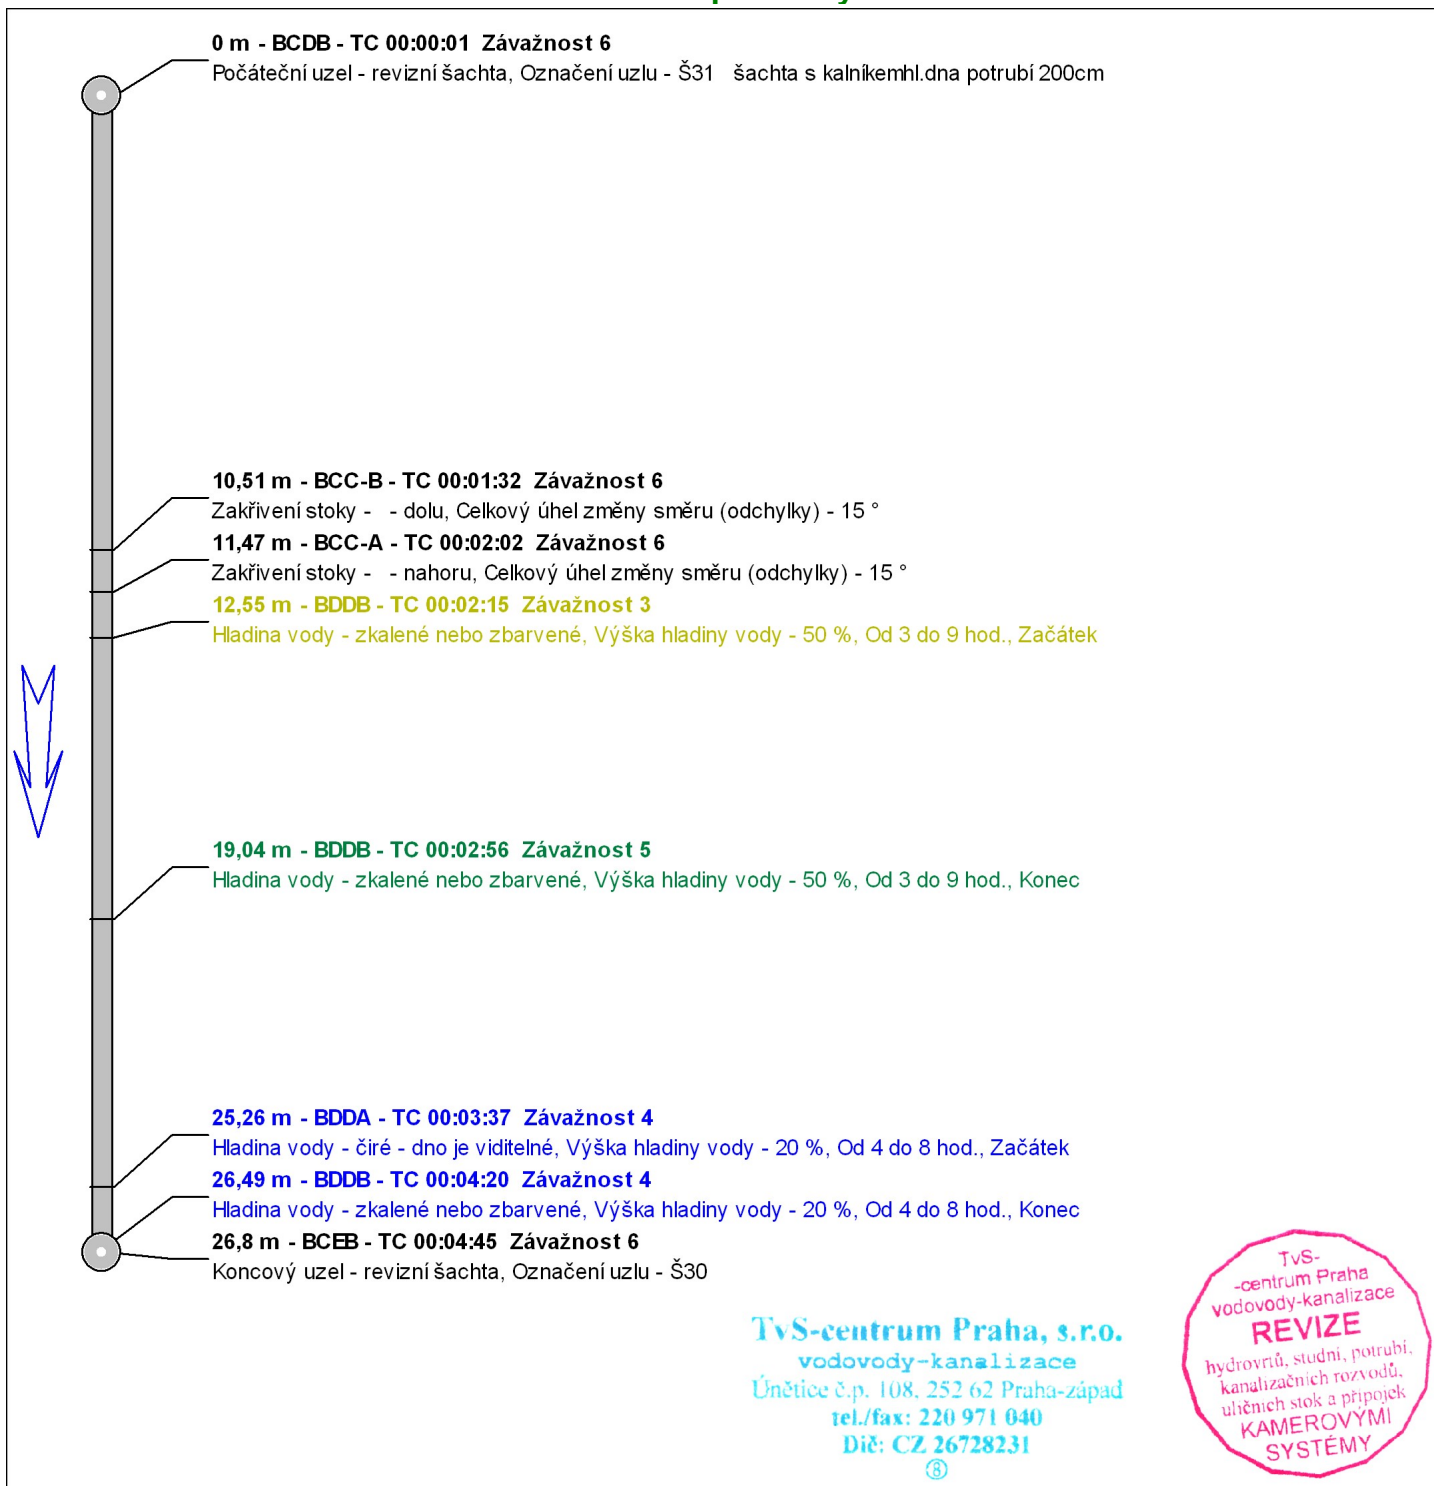 0 m - BCDB - TC 00:00:01 Závažnost 6
Počáteční uzel - revizní šachta, Označení uzlu - Š31 šachta s kalníkemhl.dna potrubí 200cm
10,51 m - BCC-B - TC 00:01:32 Závažnost 6
Zakřivení stoky - - dolu, Celkový úhel změny směru (odchylky) - 15 °
11,47 m - BCC-A - TC 00:02:02 Závažnost 6
Zakřivení stoky - - nahoru, Celkový úhel změny směru (odchylky) - 15 °
12,55 m - BDDB - TC 00:02:15 Závažnost 3
Hladina vody - zkalené nebo zbarvené, Výška hladiny vody - 50 %, Od 3 do 9 hod., Začátek
19,04 m - BDDB - TC 00:02:56 Závažnost 5
Hladina vody - zkalené nebo zbarvené, Výška hladiny vody - 50 %, Od 3 do 9 hod., Konec
25,26 m - BDDA - TC 00:03:37 Závažnost 4
Hladina vody - čiré - dno je viditelné, Výška hladiny vody - 20 %, Od 4 do 8 hod., Začátek
26,49 m - BDDB - TC 00:04:20 Závažnost 4
Hladina vody - zkalené nebo zbarvené, Výška hladiny vody - 20 %, Od 4 do 8 hod., Konec
26,8 m - BCEB - TC 00:04:45 Závažnost 6
Koncový uzel - revizní šachta, Označení uzlu - Š30
TvS-centrum Praha, s.r.o.
vodovody-kanalizace
Únětice č.p. 108, 252 62 Praha-západ
tel./fax: 220 971 040
Dič: CZ 26728231
⑧
TvS-
-centrum Praha
vodovody-kanalizace
REVIZE
hydrovrtů, studní, potrubí,
kanalizačních rozvodů,
uličních stok a přípojek
KAMEROVÝMI
SYSTÉMY